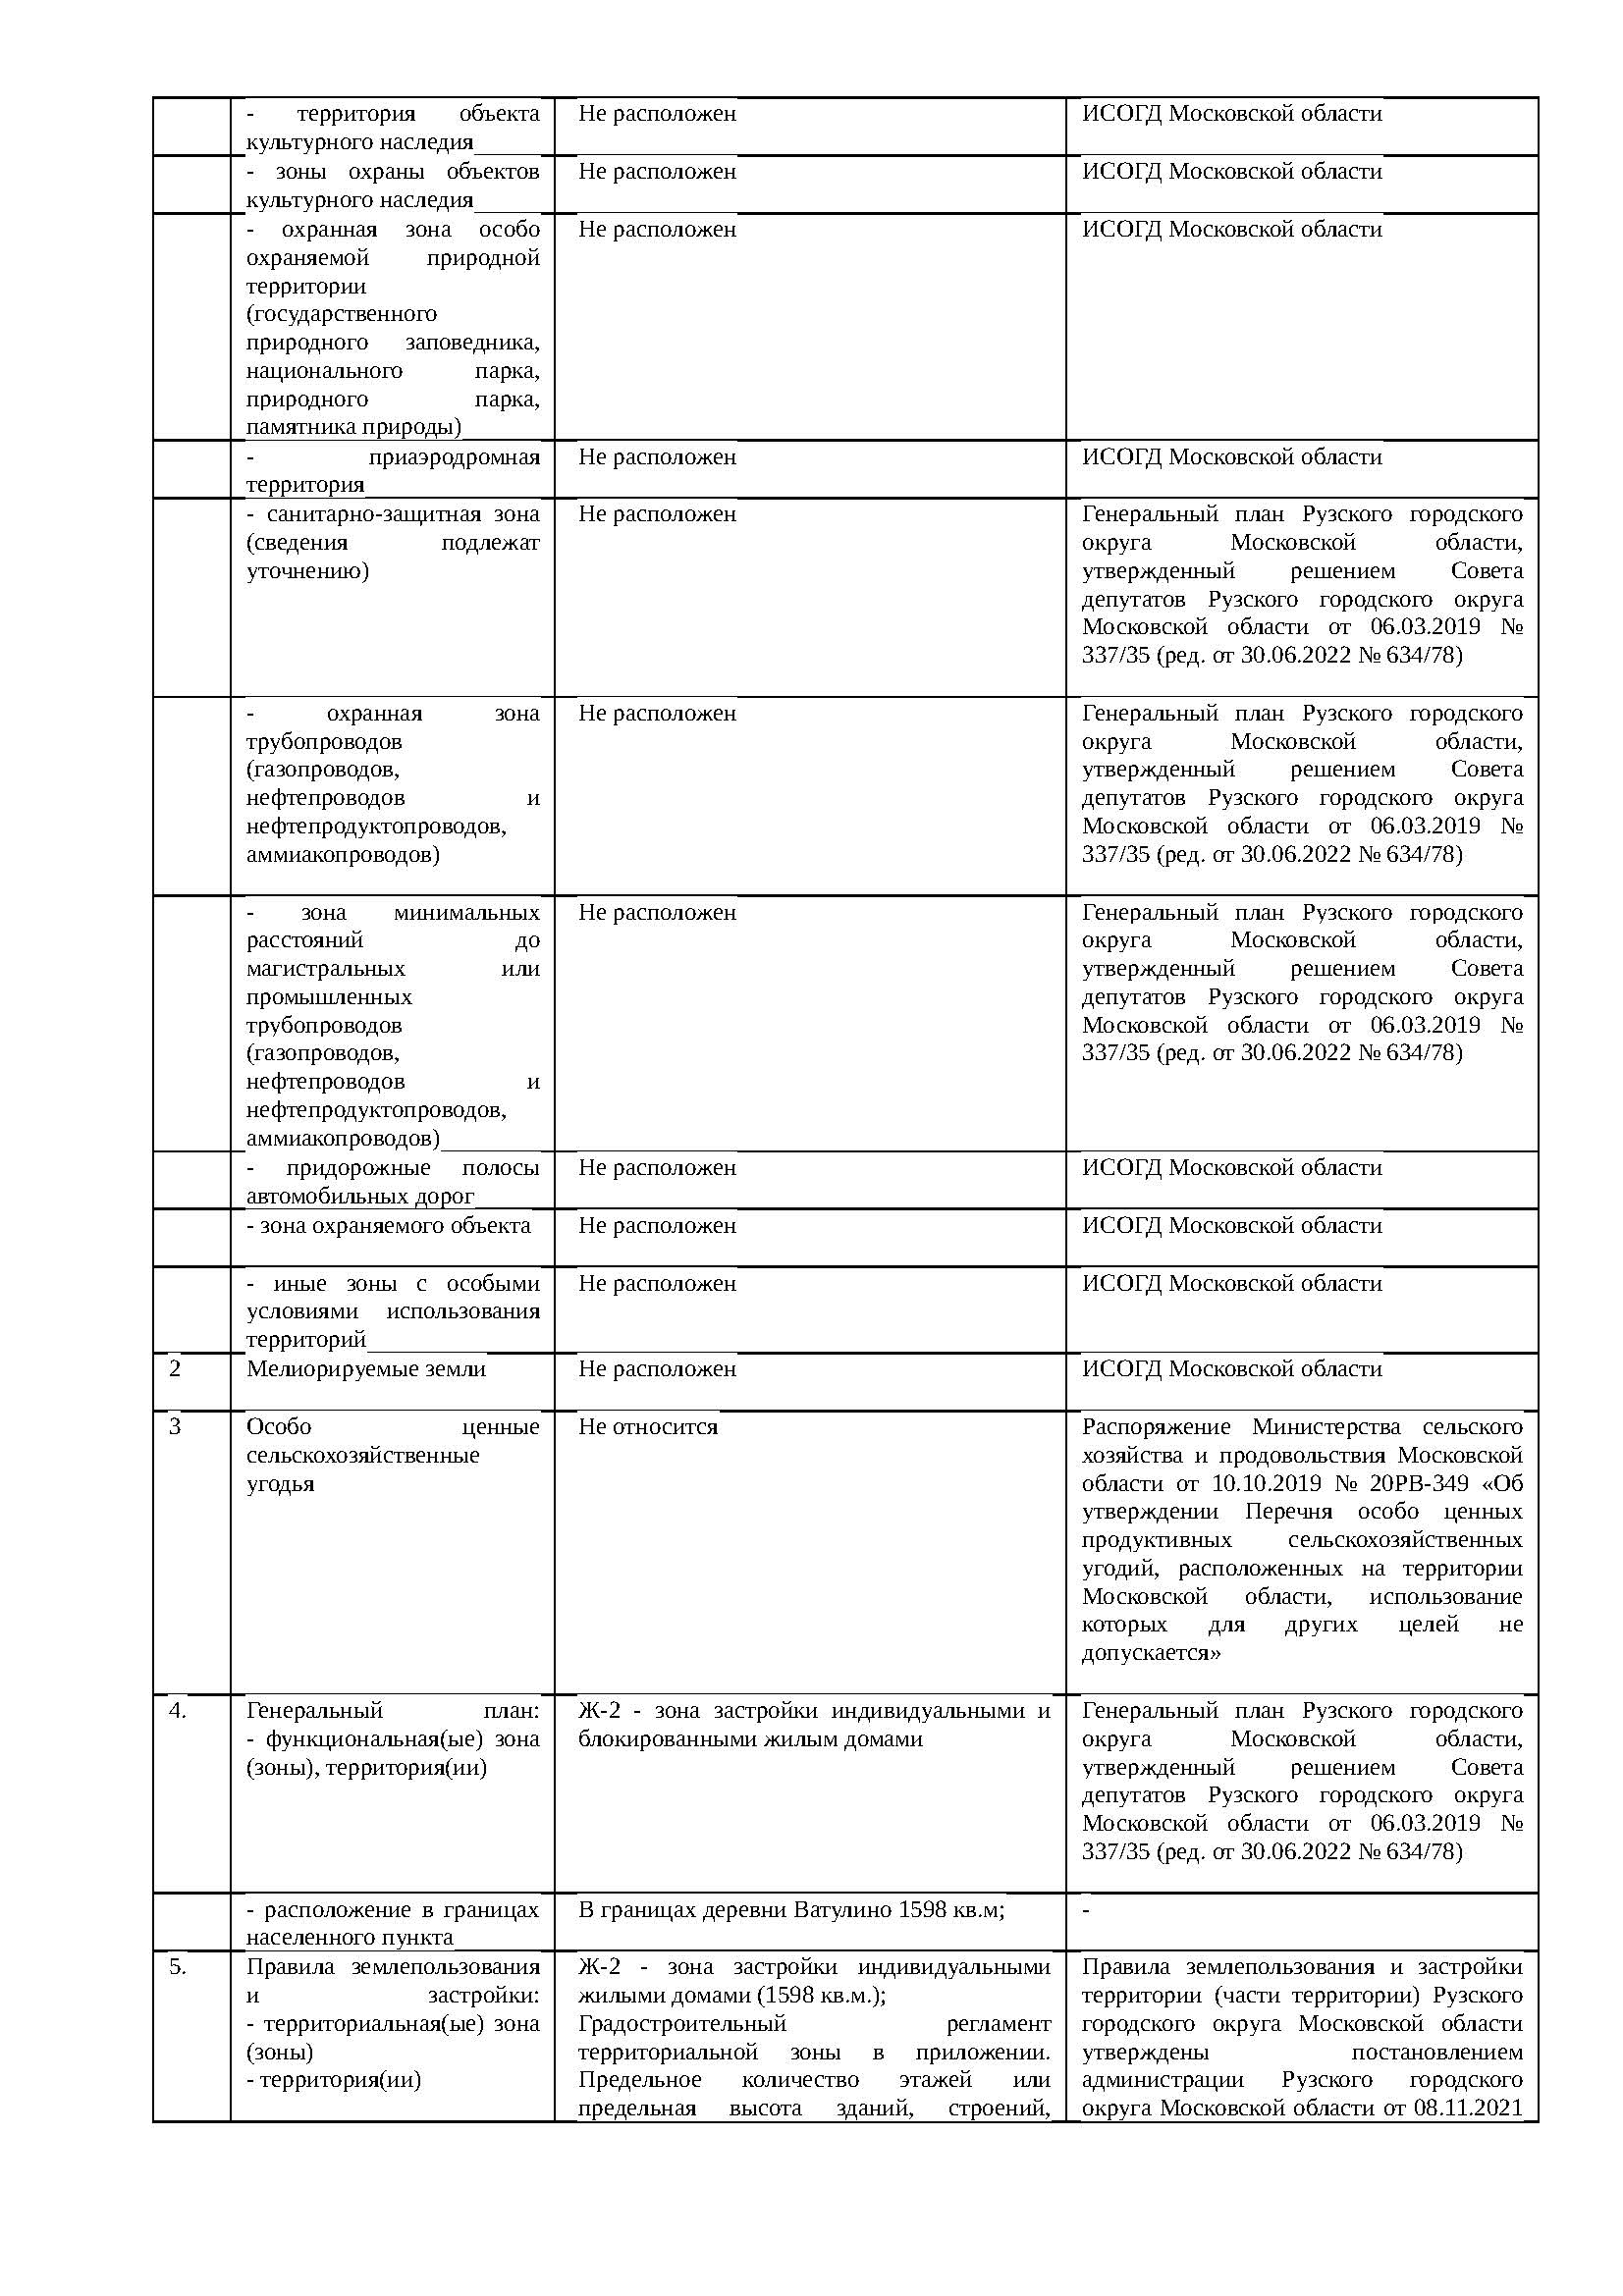 - территория объекта
культурного наследия
Не расположен
ИСОГД Московской области
- зоны охраны объектов
культурного наследия
Не расположен
ИСОГД Московской области
- охранная зона особо
охраняемой природной
территории
(государственного
природного заповедника,
национального парка,
природного парка,
памятника природы)
Не расположен
ИСОГД Московской области
- приаэродромная
территория
Не расположен
ИСОГД Московской области
- санитарно-защитная зона
(сведения подлежат
уточнению)
Не расположен
Генеральный план Рузского городского
округа Московской области,
утвержденный решением Совета
депутатов Рузского городского округа
Московской области от 06.03.2019 №
337/35 (ред. от 30.06.2022 № 634/78)
- охранная зона
трубопроводов
(газопроводов,
нефтепроводов и
нефтепродуктопроводов,
аммиакопроводов)
Не расположен
Генеральный план Рузского городского
округа Московской области,
утвержденный решением Совета
депутатов Рузского городского округа
Московской области от 06.03.2019 №
337/35 (ред. от 30.06.2022 № 634/78)
- зона минимальных
расстояний до
магистральных или
промышленных
трубопроводов
(газопроводов,
нефтепроводов и
нефтепродуктопроводов,
аммиакопроводов)
Не расположен
Генеральный план Рузского городского
округа Московской области,
утвержденный решением Совета
депутатов Рузского городского округа
Московской области от 06.03.2019 №
337/35 (ред. от 30.06.2022 № 634/78)
- придорожные полосы
автомобильных дорог
Не расположен
ИСОГД Московской области
- зона охраняемого объекта
Не расположен
ИСОГД Московской области
- иные зоны с особыми
условиями использования
территорий
Не расположен
ИСОГД Московской области
2
Мелиорируемые земли
Не расположен
ИСОГД Московской области
3
Особо ценные
сельскохозяйственные
угодья
Не относится
Распоряжение Министерства сельского
хозяйства и продовольствия Московской
области от 10.10.2019 № 20РВ-349 «Об
утверждении Перечня особо ценных
продуктивных сельскохозяйственных
угодий, расположенных на территории
Московской области, использование
которых для других целей не
допускается»
4.
Генеральный план:
- функциональная(ые) зона
(зоны), территория(ии)
Ж-2 - зона застройки индивидуальными и
блокированными жилым домами
Генеральный план Рузского городского
округа Московской области,
утвержденный решением Совета
депутатов Рузского городского округа
Московской области от 06.03.2019 №
337/35 (ред. от 30.06.2022 № 634/78)
- расположение в границах
населенного пункта
В границах деревни Ватулино 1598 кв.м;
-
5.
Правила землепользования
и застройки:
- территориальная(ые) зона
(зоны)
- территория(ии)
Ж-2 - зона застройки индивидуальными
жилыми домами (1598 кв.м.);
Градостроительный регламент
территориальной зоны в приложении.
Предельное количество этажей или
предельная высота зданий, строений,
Правила землепользования и застройки
территории (части территории) Рузского
городского округа Московской области
утверждены постановлением
администрации Рузского городского
округа Московской области от 08.11.2021